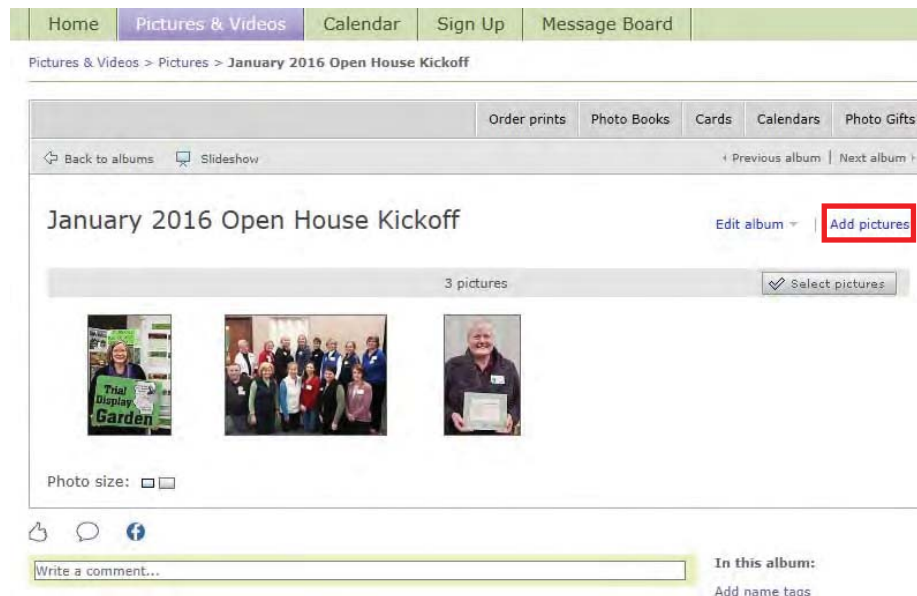 Home Pictures & Videos Calendar Sign Up Message Board
Pictures & Videos > Pictures > January 2016 Open House Kickoff
Order prints Photo Books Cards Calendars Photo Gifts
Back to albums Slideshow ‹ Previous album | Next album ›
January 2016 Open House Kickoff
Edit album | Add pictures
3 pictures
Select pictures
Trial
Display
Garden
Photo size:
Write a comment...
In this album:
Add name tags